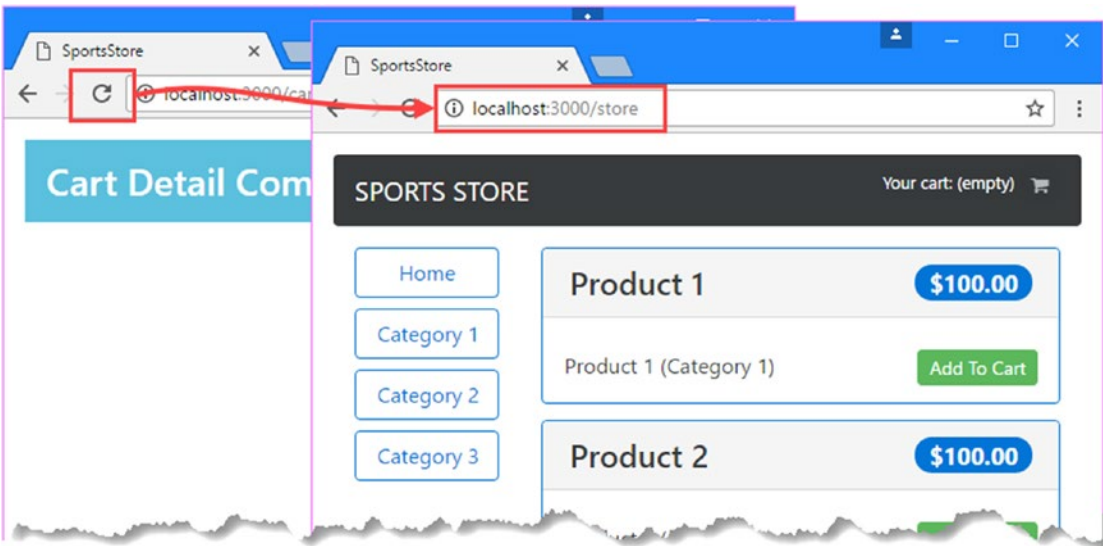 SportsStore
localhost:3000/car
Cart Detail Com
SportsStore
localhost:3000/store
SPORTS STORE
Your cart: (empty)
Home
Category 1
Category 2
Category 3
Product 1
$100.00
Product 1 (Category 1)
Add To Cart
Product 2
$100.00